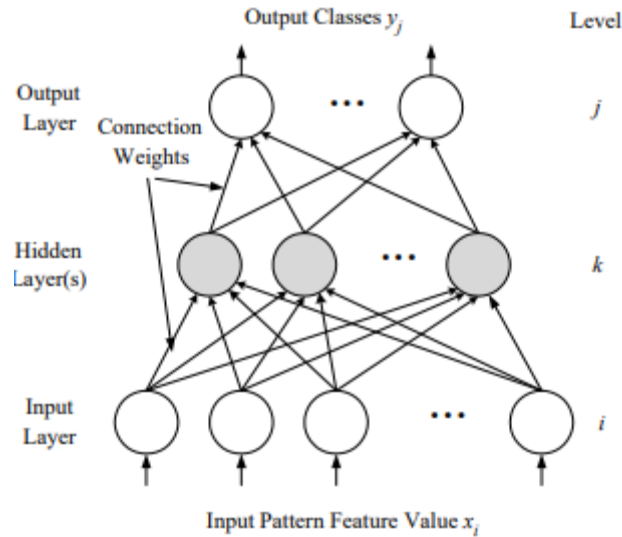 Output Classes y_j
Level
Output
Layer
j
Connection
Weights
Hidden
Layer(s)
k
Input
Layer
i
Input Pattern Feature Value x_i